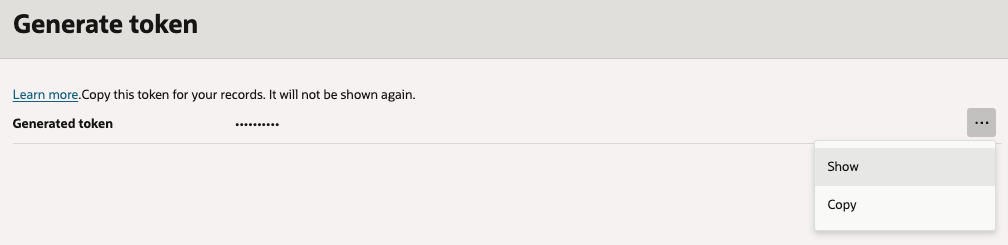 Generate token
Learn more.Copy this token for your records. It will not be shown again.
Generated token ••••••••••
...
Show
Copy